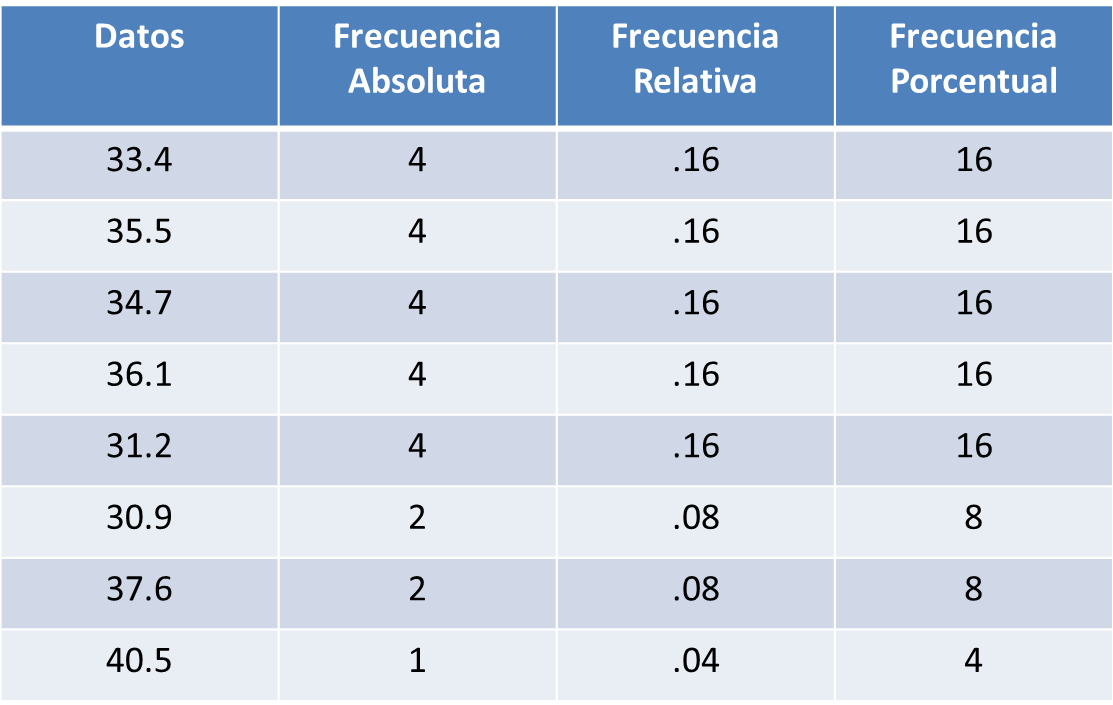 Datos Frecuencia Absoluta Frecuencia Relativa Frecuencia Porcentual
33.4 4 .16 16
35.5 4 .16 16
34.7 4 .16 16
36.1 4 .16 16
31.2 4 .16 16
30.9 2 .08 8
37.6 2 .08 8
40.5 1 .04 4